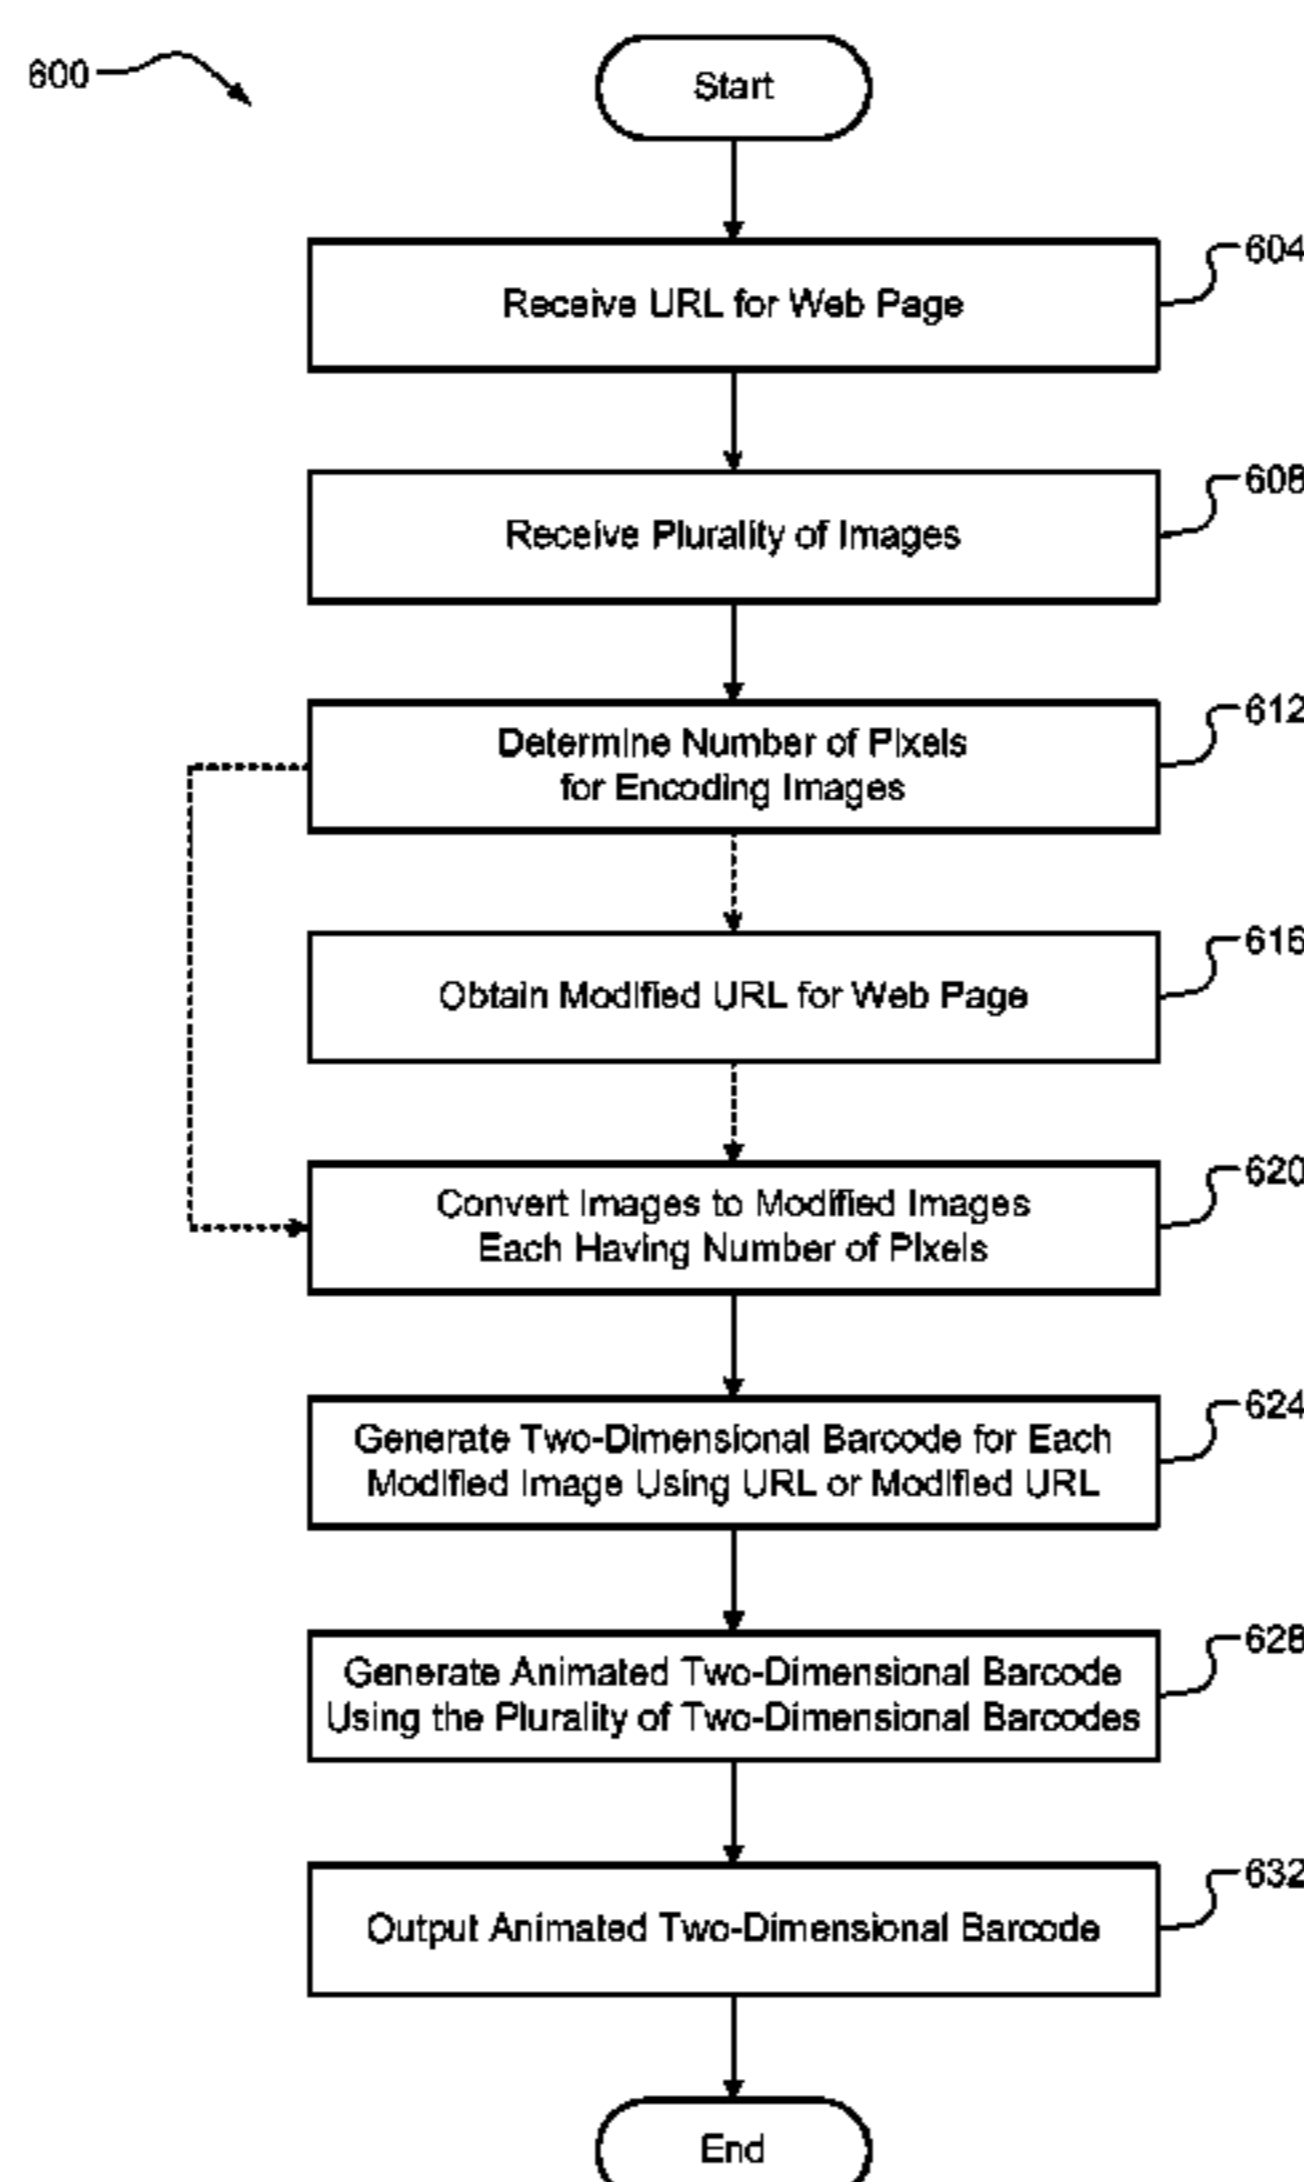 600
Start
Receive URL for Web Page
604
Receive Plurality of Images
608
Determine Number of Pixels
for Encoding Images
612
Obtain Modified URL for Web Page
616
Convert Images to Modified Images
Each Having Number of Pixels
620
Generate Two-Dimensional Barcode for Each
Modified Image Using URL or Modified URL
624
Generate Animated Two-Dimensional Barcode
Using the Plurality of Two-Dimensional Barcodes
628
Output Animated Two-Dimensional Barcode
632
End